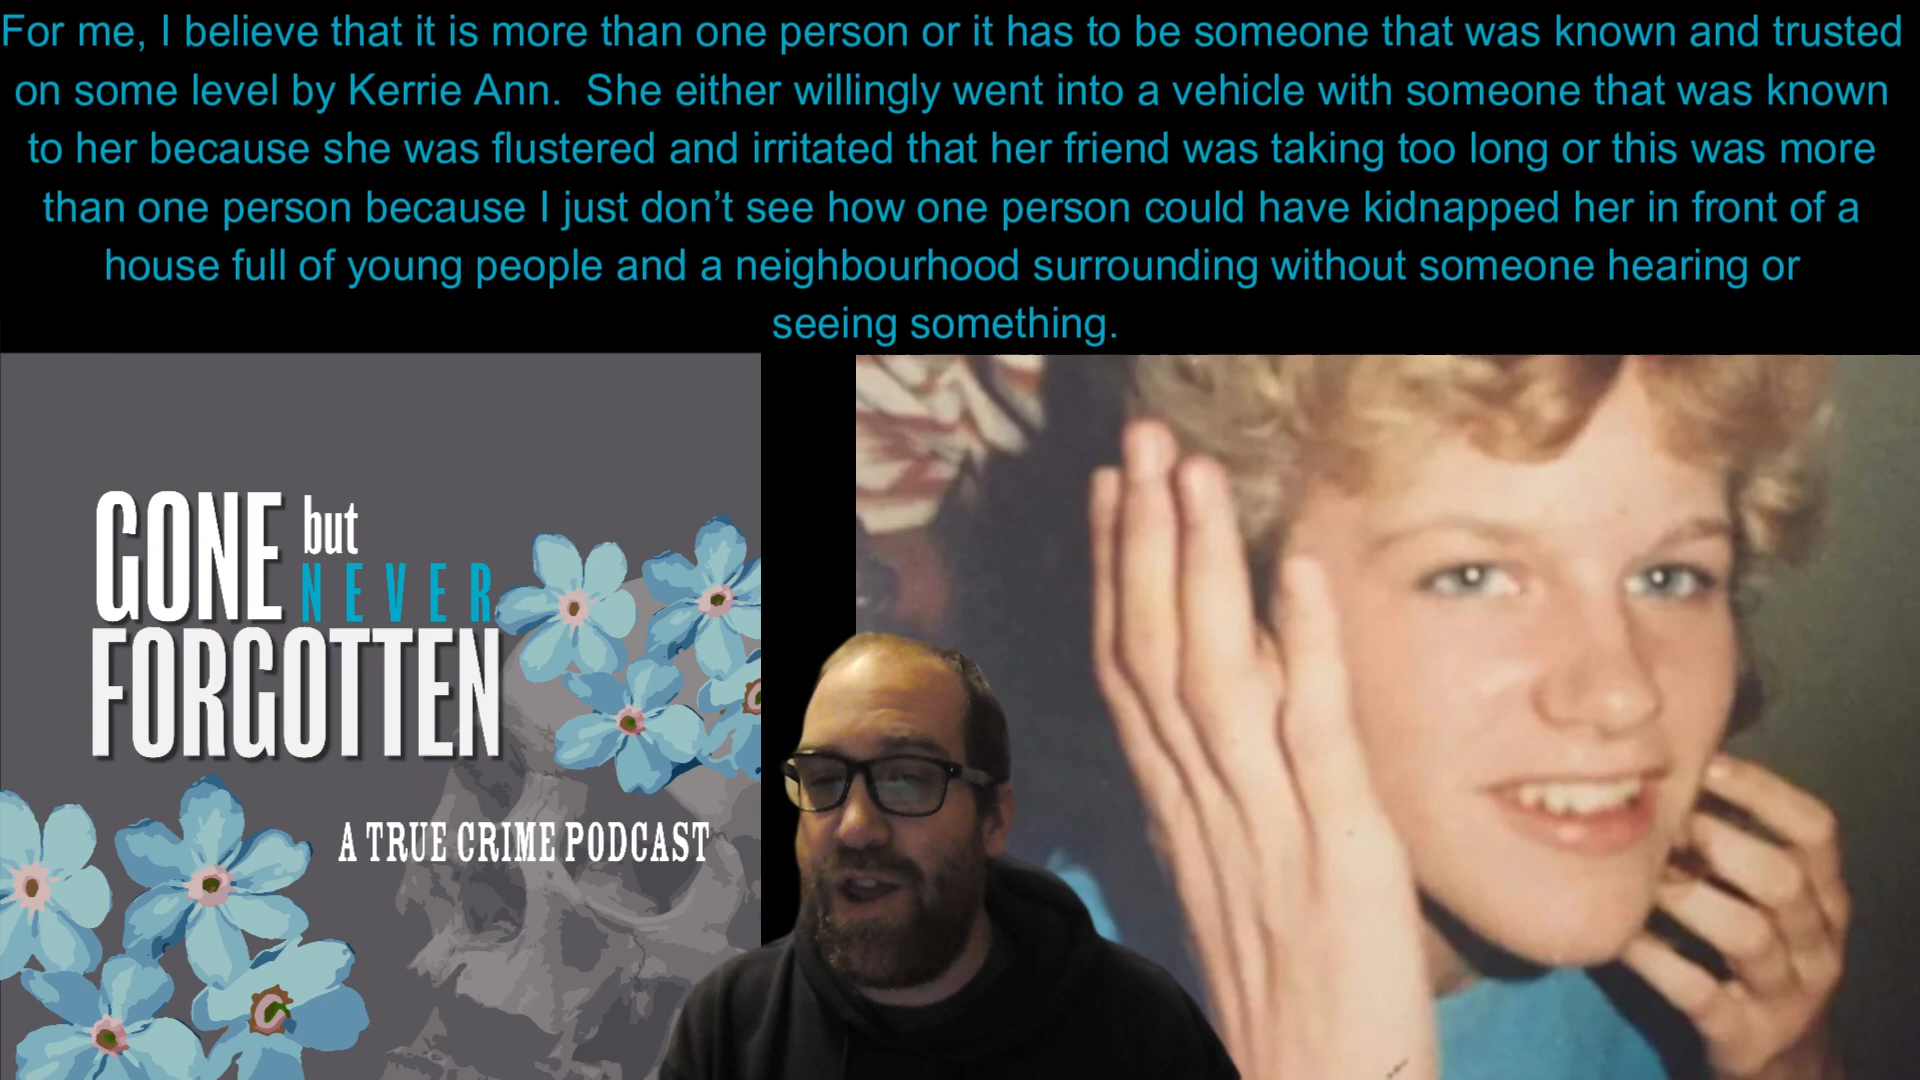 For me, I believe that it is more than one person or it has to be someone that was known and trusted
on some level by Kerrie Ann.  She either willingly went into a vehicle with someone that was known
to her because she was flustered and irritated that her friend was taking too long or this was more
than one person because I just don’t see how one person could have kidnapped her in front of a
house full of young people and a neighbourhood surrounding without someone hearing or
seeing something.
GONE but
NEVER
FORGOTTEN
A TRUE CRIME PODCAST